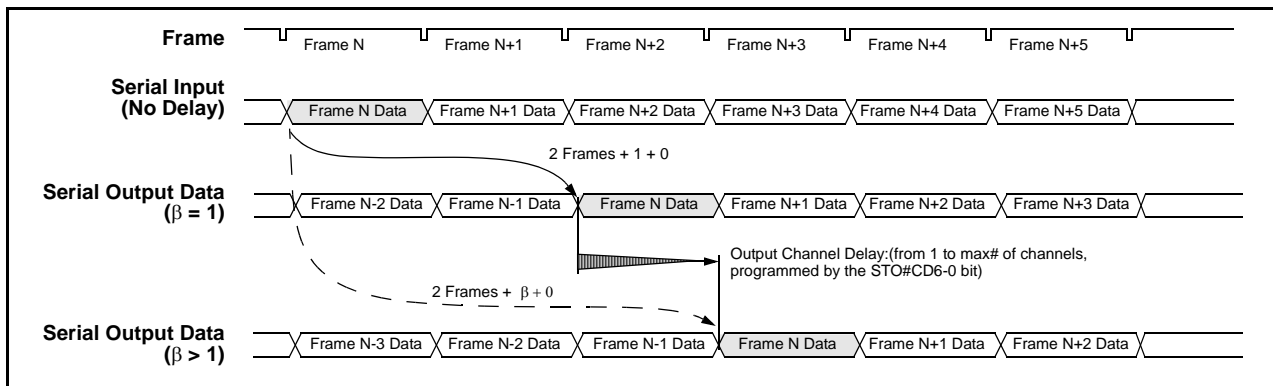 Frame
Frame N Frame N+1 Frame N+2 Frame N+3 Frame N+4 Frame N+5
Serial Input
(No Delay)
Frame N Data Frame N+1 Data Frame N+2 Data Frame N+3 Data Frame N+4 Data Frame N+5 Data
2 Frames + 1 + 0
Serial Output Data
(β = 1)
Frame N-2 Data Frame N-1 Data Frame N Data Frame N+1 Data Frame N+2 Data Frame N+3 Data
Output Channel Delay:(from 1 to max# of channels,
programmed by the STO#CD6-0 bit)
2 Frames + β + 0
Serial Output Data
(β > 1)
Frame N-3 Data Frame N-2 Data Frame N-1 Data Frame N Data Frame N+1 Data Frame N+2 Data